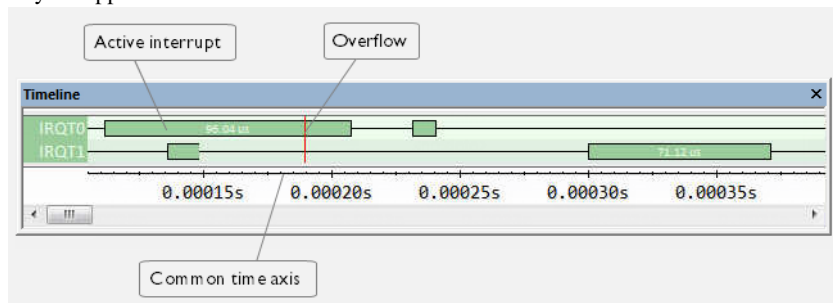 Active interrupt
Overflow
Timeline
IRQT0
96.04 us
IRQT1
71.12 us
0.00015s 0.00020s 0.00025s 0.00030s 0.00035s
Common time axis